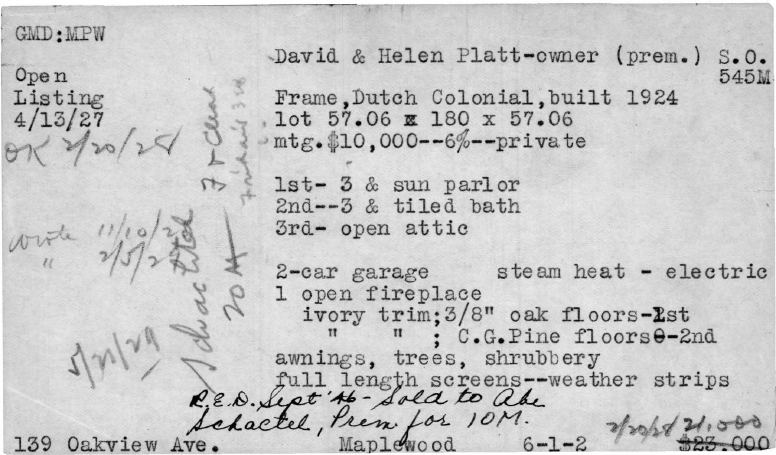 GMD:MPW
David & Helen Platt-owner (prem.) S.O.
545M
Open
Listing
4/13/27
OK 2/20/28
Frame,Dutch Colonial,built 1924
lot 57.06 x 180 x 57.06
mtg.$10,000--6%--private
1st- 3 & sun parlor
2nd--3 & tiled bath
3rd- open attic
wrote 11/10/2
" 2/5/2
5/21/29
Schactel
20M
F & Clear
2-car garage steam heat - electric
1 open fireplace
ivory trim;3/8" oak floors-1st
" " ; C.G.Pine floors-2nd
awnings, trees, shrubbery
full length screens--weather strips
R.E.D. Sept '46 - Sold to Abe
Schactel, Prem for 10M.
2/20/28 21,000
139 Oakview Ave. Maplewood 6-1-2 $23,000